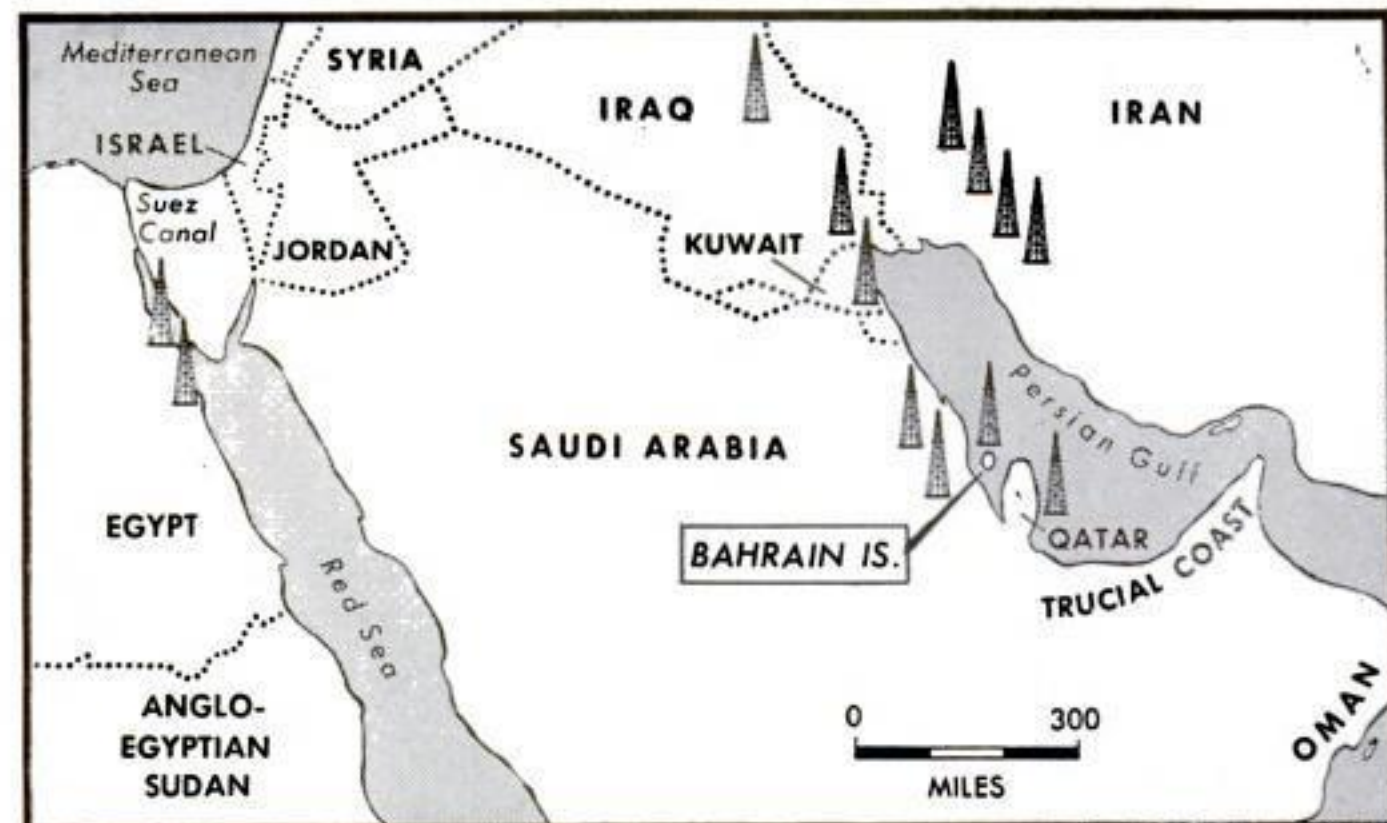 Mediterranean
Sea
SYRIA
IRAQ
IRAN
ISRAEL
Suez
Canal
JORDAN
KUWAIT
Persian Gulf
SAUDI ARABIA
EGYPT
BAHRAIN IS.
QATAR
TRUCIAL COAST
Red Sea
ANGLO-
EGYPTIAN
SUDAN
0 300
MILES
OMAN